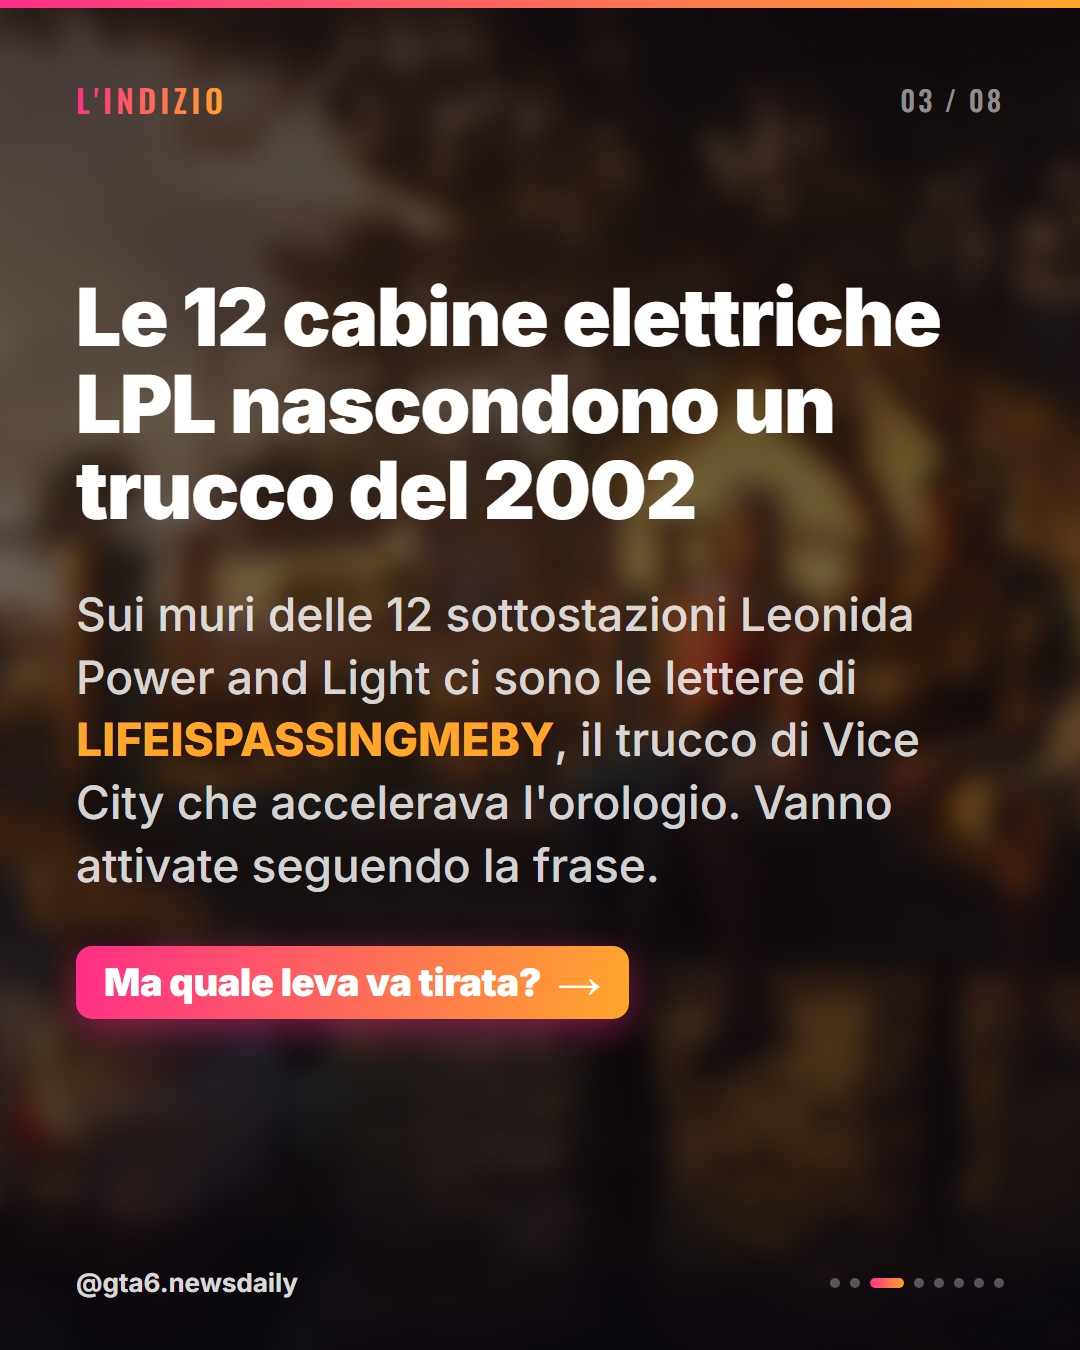 L'INDIZIO
03 / 08
Le 12 cabine elettriche
LPL nascondono un
trucco del 2002
Sui muri delle 12 sottostazioni Leonida
Power and Light ci sono le lettere di
LIFEISPASSINGMEBY, il trucco di Vice
City che accelerava l'orologio. Vanno
attivate seguendo la frase.
Ma quale leva va tirata? →
@gta6.newsdaily